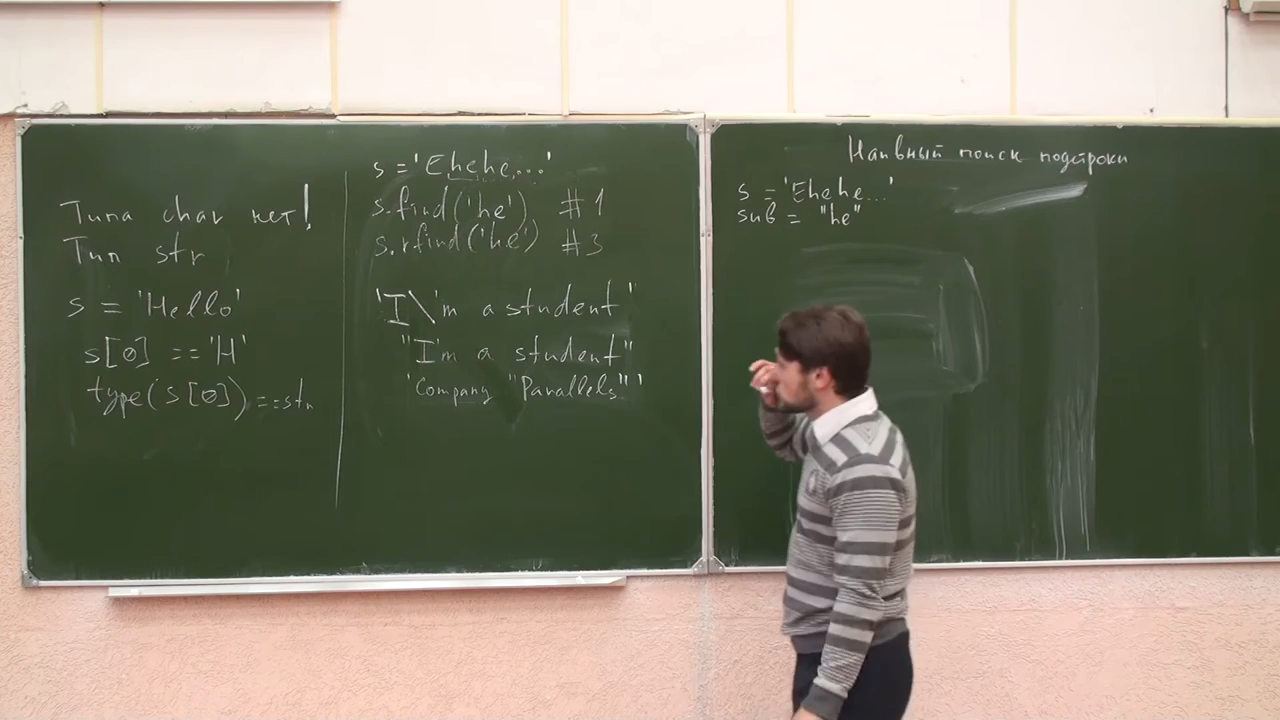 Типа char нет!
Тип str
s = 'Hello'
s[0] == 'H'
type(s[0]) == str
s = 'Ehehe...'
s.find('he') #1
s.rfind('he') #3
'I\'m a student"
"I'm a student"
'Company "Parallels"'
Наивный поиск подстроки
s = 'Ehehe...'
sub = "he"